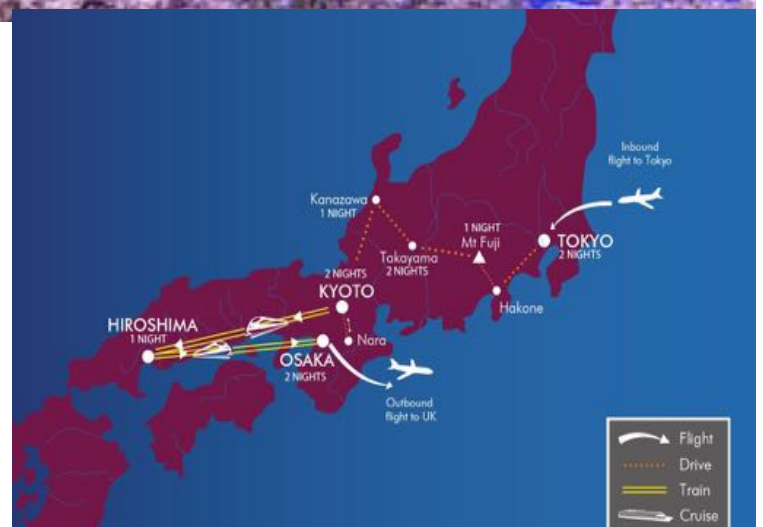 Inbound
flight to Tokyo
Kanazawa
1 NIGHT
1 NIGHT
Mt Fuji
TOKYO
2 NIGHTS
Takayama
2 NIGHTS
2 NIGHTS
KYOTO
Hakone
HIROSHIMA
1 NIGHT
Nara
OSAKA
2 NIGHTS
Outbound
flight to UK
Flight
Drive
Train
Cruise